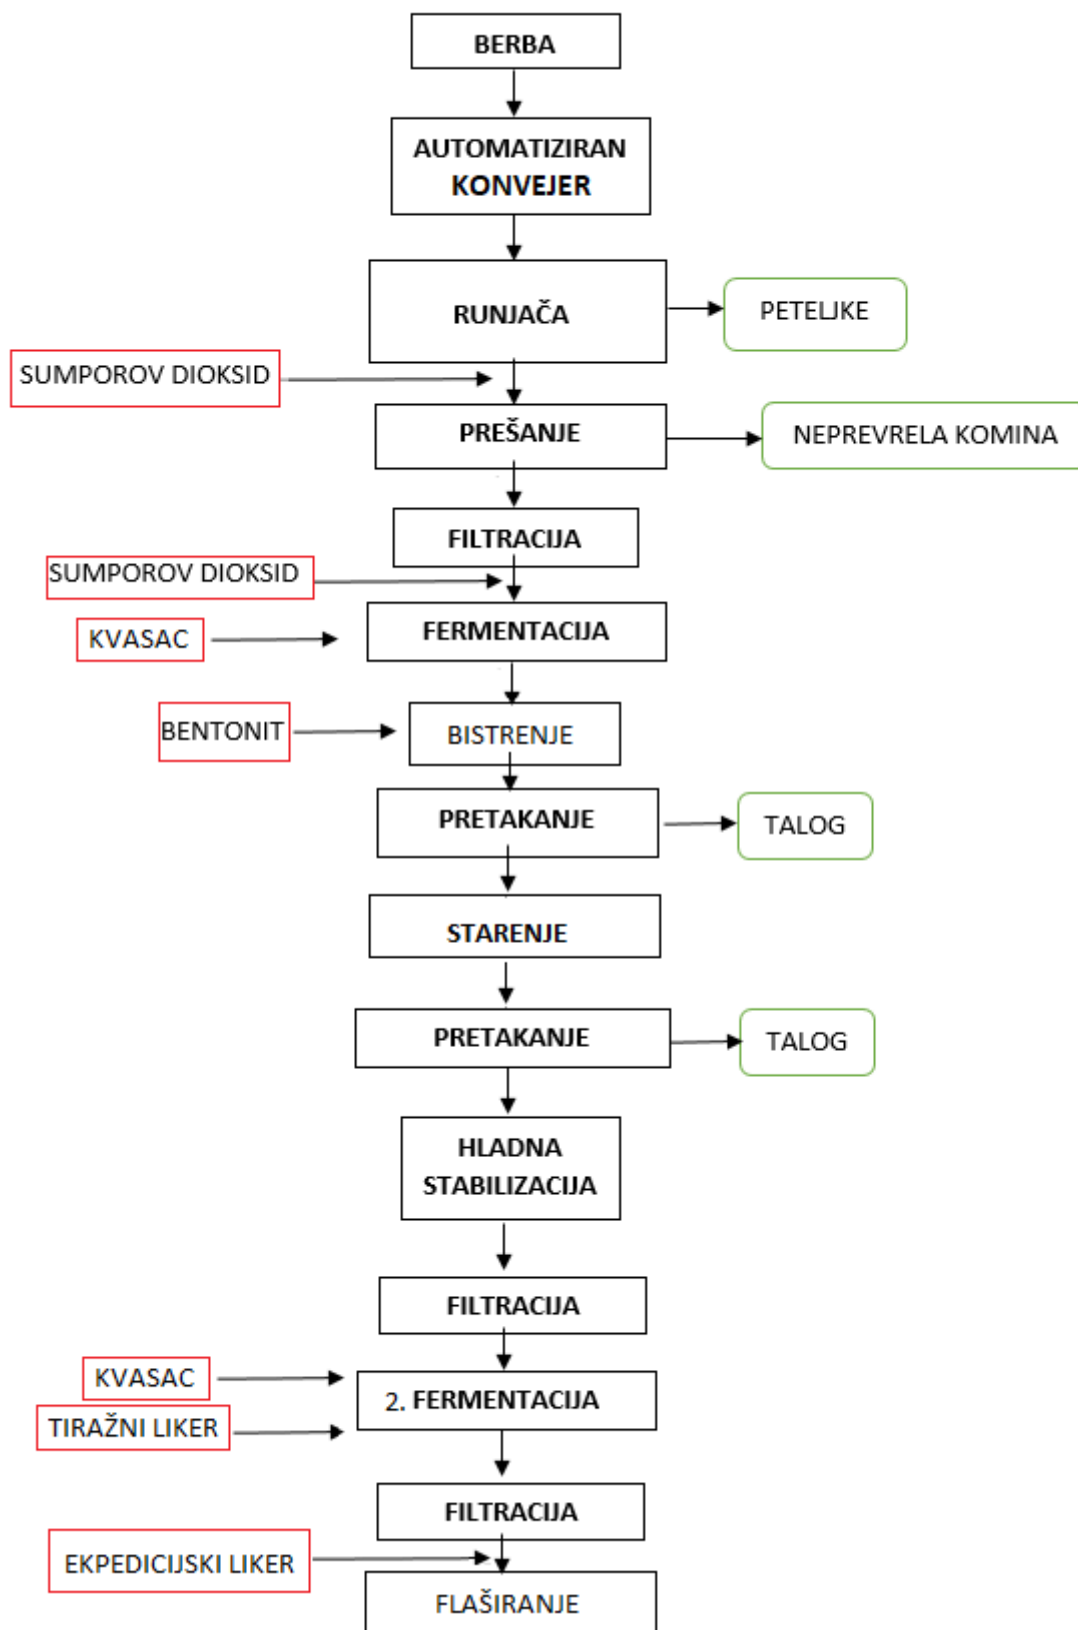 BERBA
AUTOMATIZIRAN
KONVEJER
RUNJAČA
PETELJKE
SUMPOROV DIOKSID
PREŠANJE
NEPREVRELA KOMINA
FILTRACIJA
SUMPOROV DIOKSID
FERMENTACIJA
KVASAC
BENTONIT
BISTRENJE
PRETAKANJE
TALOG
STARENJE
PRETAKANJE
TALOG
HLADNA
STABILIZACIJA
FILTRACIJA
KVASAC
2. FERMENTACIJA
TIRAŽNI LIKER
FILTRACIJA
EKPEDICIJSKI LIKER
FLAŠIRANJE